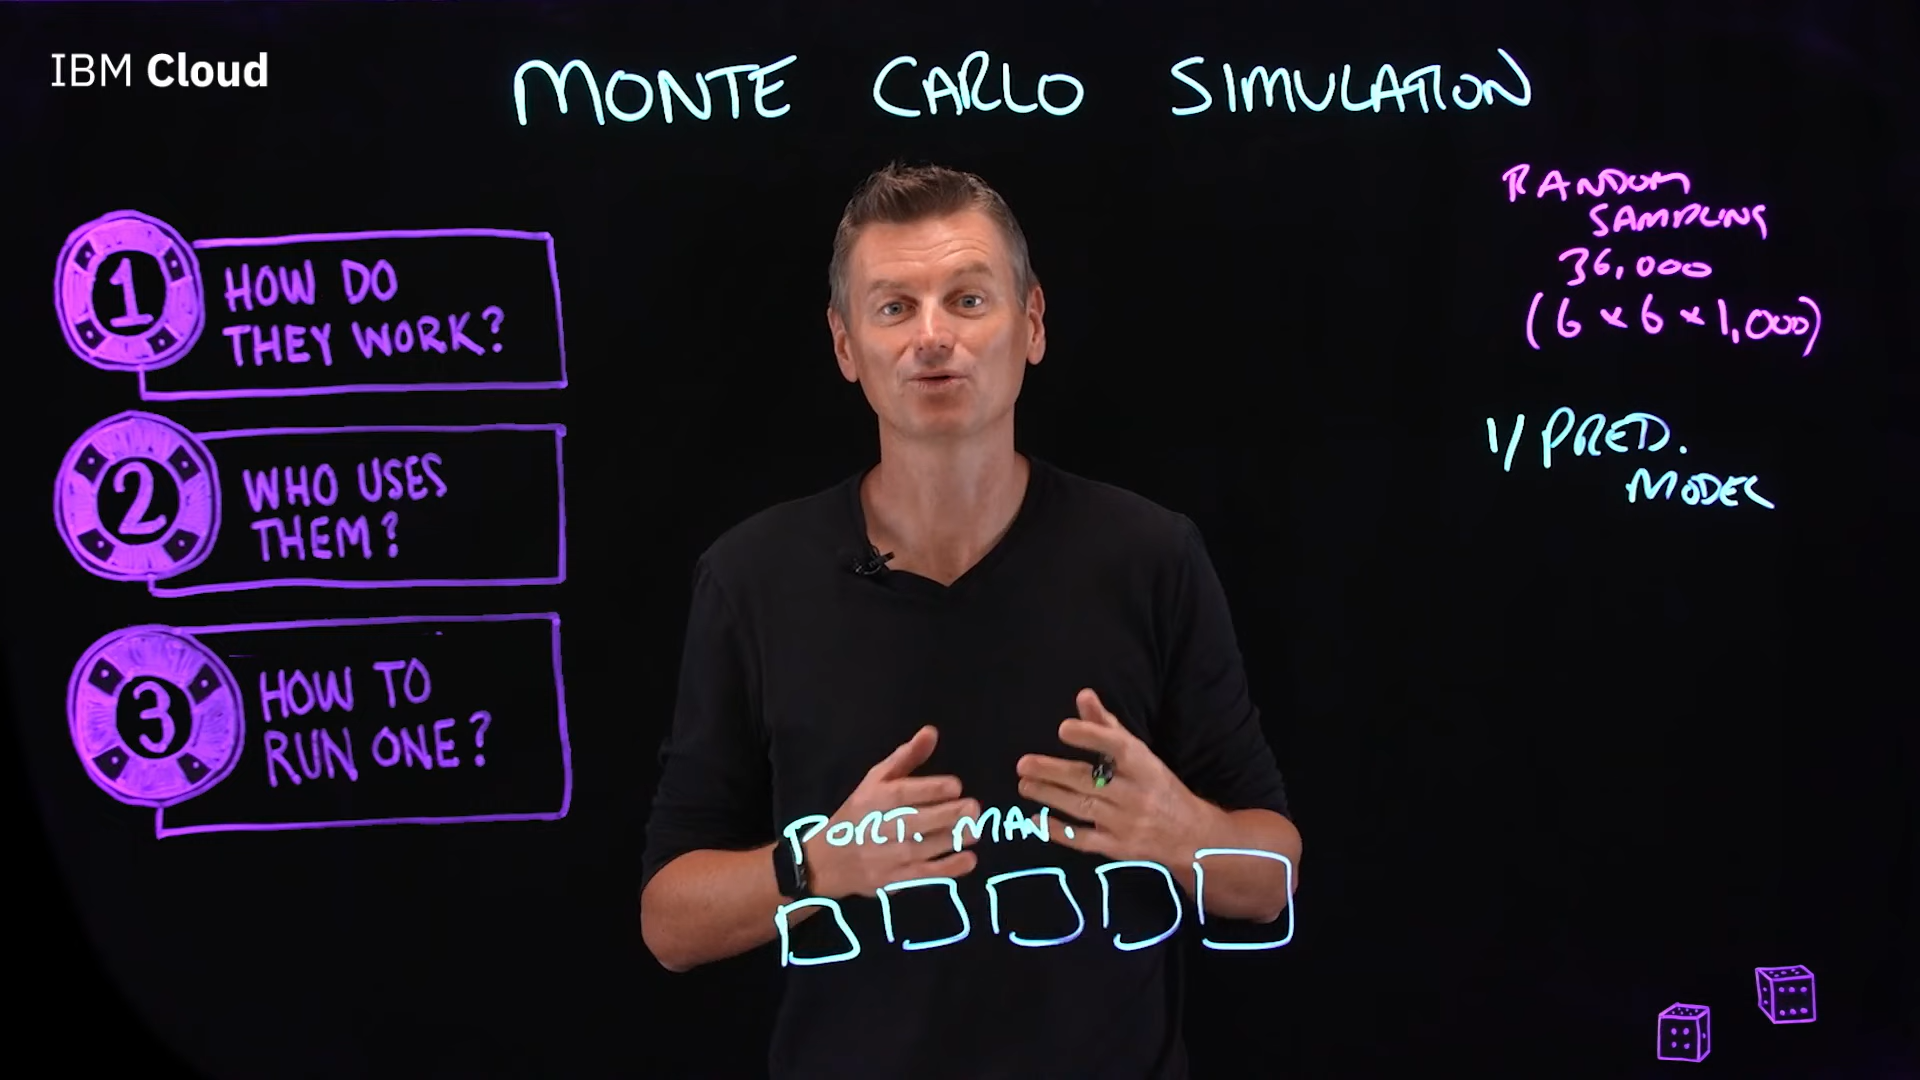 IBM Cloud
MONTE CARLO SIMULATION
1
HOW DO
THEY WORK?
2
WHO USES
THEM?
3
HOW TO
RUN ONE?
RANDOM
SAMPLING
36,000
(6 x 6 x 1,000)
1/ PRED.
MODEL
PORT. MAN.